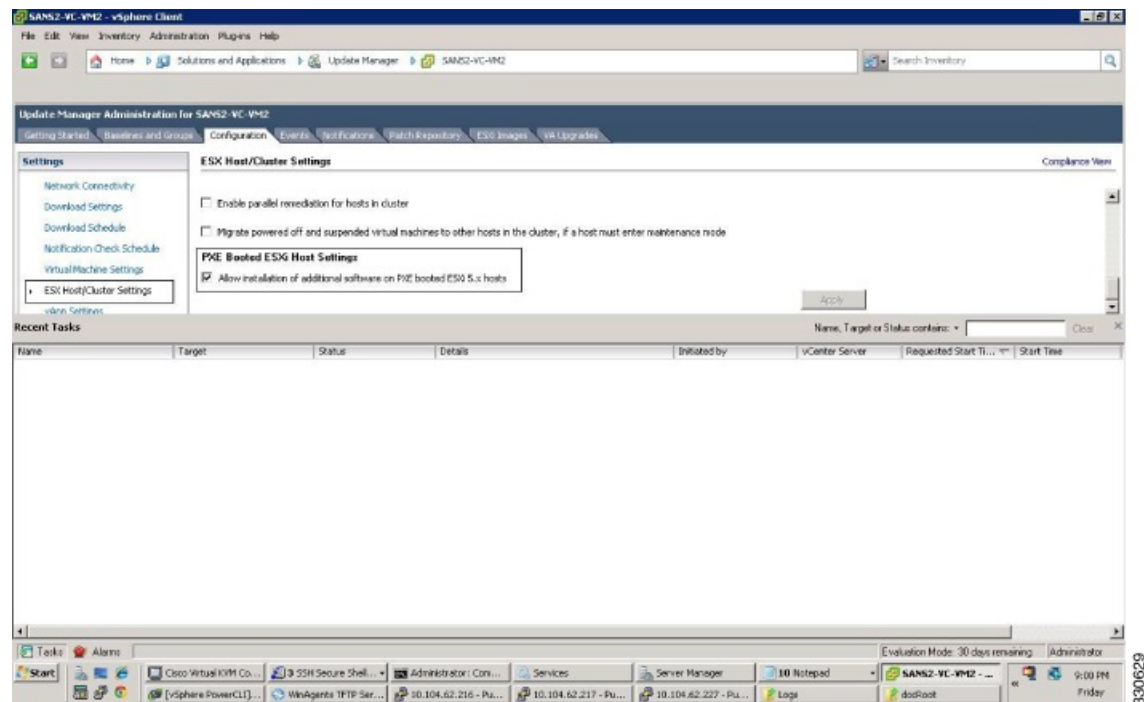 SANS2-VC-VM2 - vSphere Client
File Edit View Inventory Administration Plug-ins Help
Home Solutions and Applications Update Manager SANS2-VC-VM2 Search Inventory
Update Manager Administration for SANS2-VC-VM2
Getting Started Baselines and Groups Configuration Events Notifications Patch Repository ESXi Images VA Upgrades
Settings
ESX Host/Cluster Settings
Compliance View
Network Connectivity
Download Settings
Download Schedule
Notification Check Schedule
Virtual Machine Settings
ESX Host/Cluster Settings
vApp Settings
Enable parallel remediation for hosts in cluster
Migrate powered off and suspended virtual machines to other hosts in the cluster, if a host must enter maintenance mode
PXE Booted ESXi Host Settings
Allow installation of additional software on PXE booted ESXi 5.x hosts
Apply
Recent Tasks
Name, Target or Status contains: Clear
Name Target Status Details Initiated by vCenter Server Requested Start Ti... Start Time
Tasks Alarms
Evaluation Mode: 30 days remaining Administrator
Start Cisco Virtual KVM Co... 3 SSH Secure Shell... Administrator: Com... Services Server Manager 10 Notepad SANS2-VC-VM2 - ... 9:00 PM
[vSphere PowerCLI]... WinAgents TFTP Ser... 10.104.62.216 - Pu... 10.104.62.217 - Pu... 10.104.62.227 - Pu... Logs docRoot Friday
330629